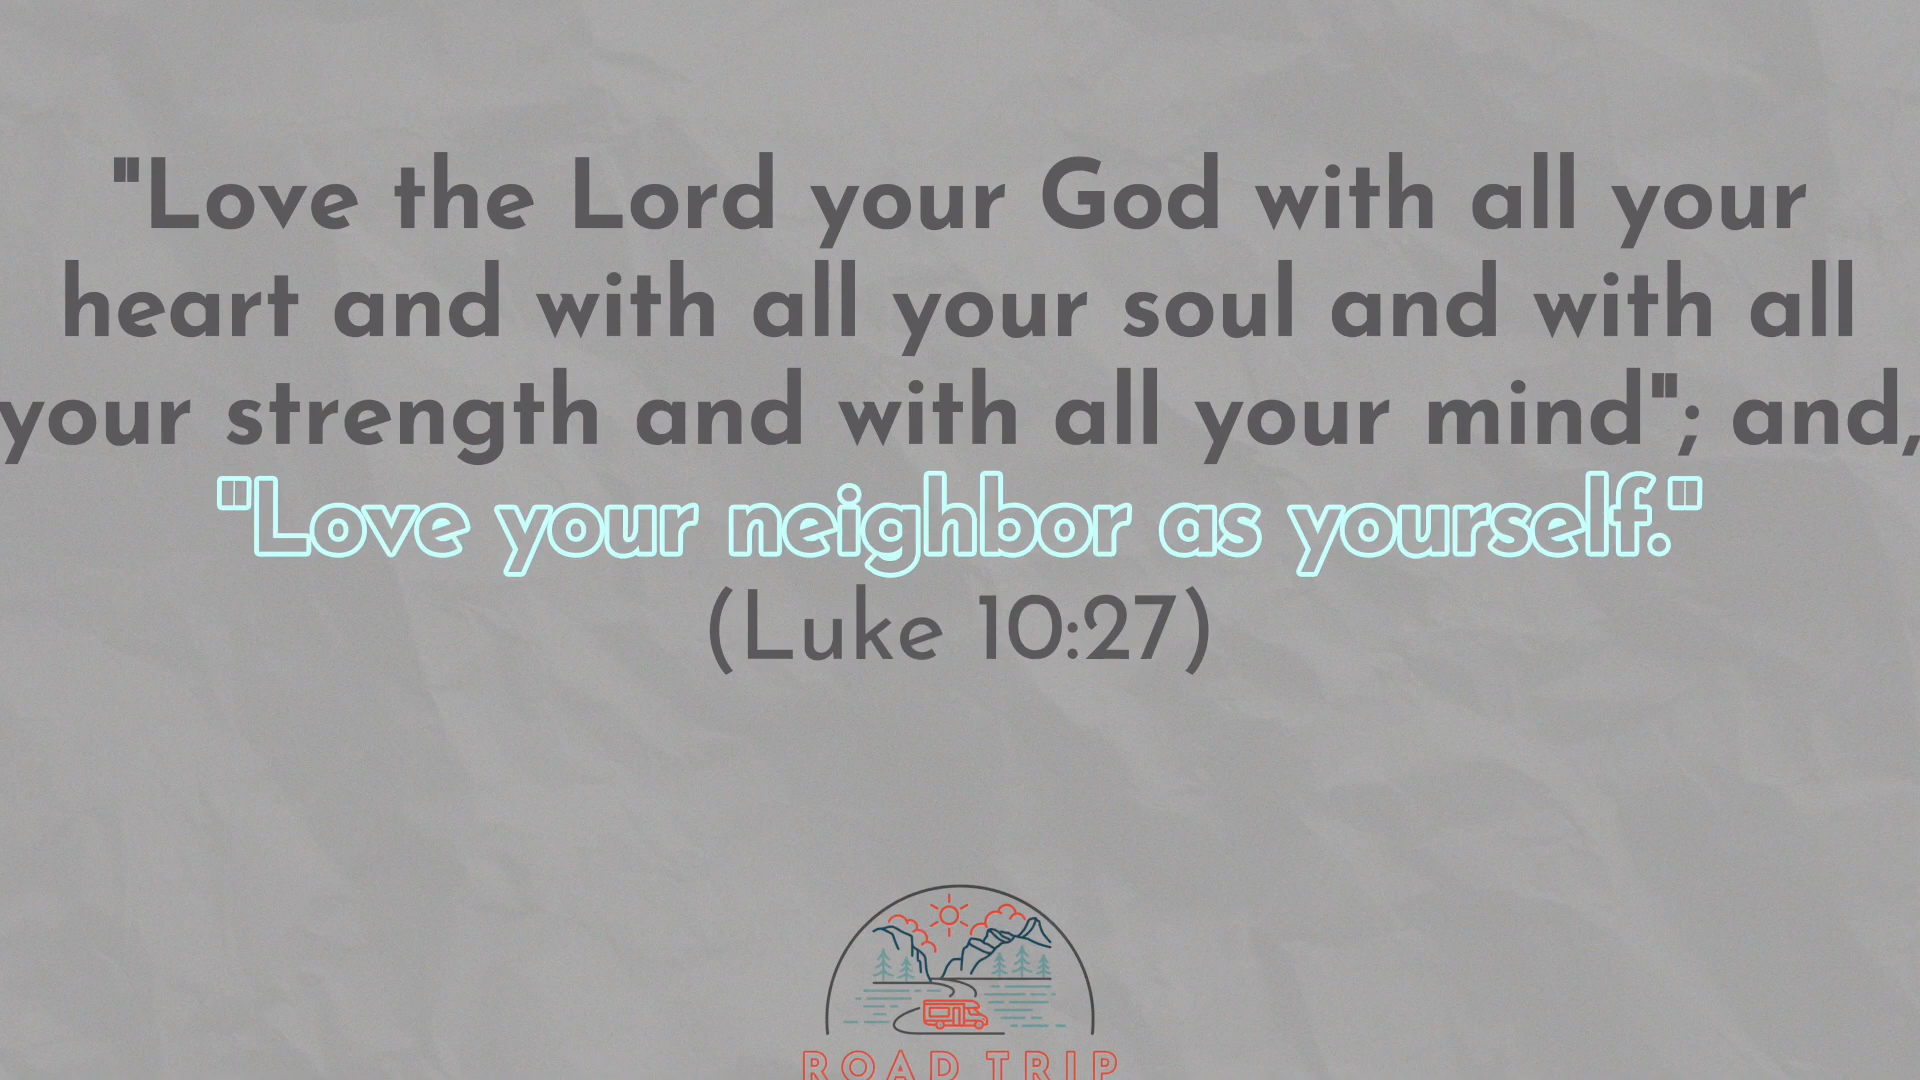 "Love the Lord your God with all your
heart and with all your soul and with all
your strength and with all your mind"; and,
"Love your neighbor as yourself."
(Luke 10:27)
ROAD TRIP